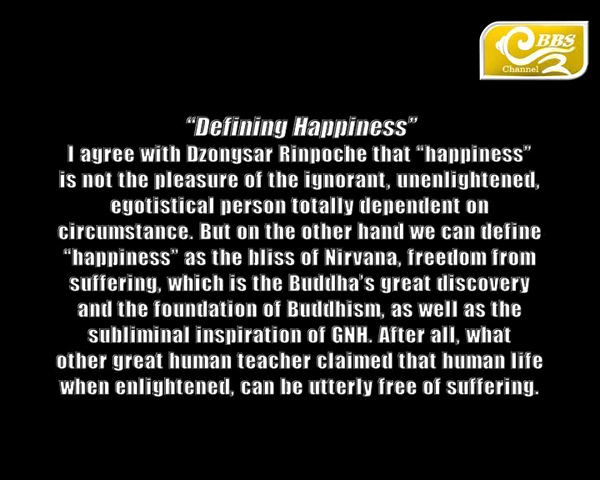 BBS
Channel 2
“Defining Happiness”
I agree with Dzongsar Rinpoche that “happiness”
is not the pleasure of the ignorant, unenlightened,
egotistical person totally dependent on
circumstance. But on the other hand we can define
“happiness” as the bliss of Nirvana, freedom from
suffering, which is the Buddha’s great discovery
and the foundation of Buddhism, as well as the
subliminal inspiration of GNH. After all, what
other great human teacher claimed that human life
when enlightened, can be utterly free of suffering.